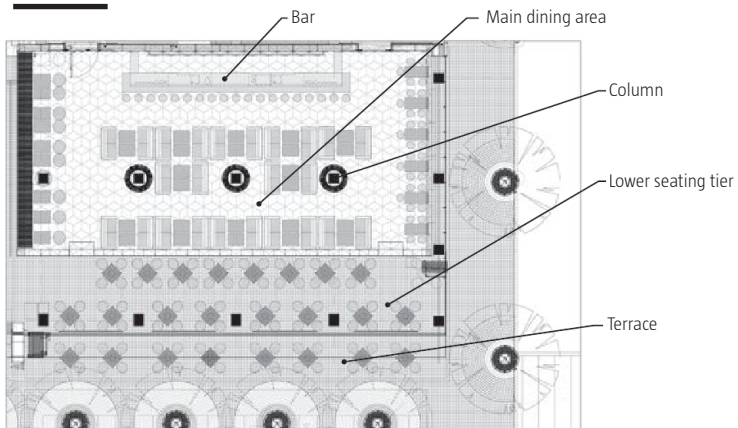 Bar
Main dining area
Column
Lower seating tier
Terrace